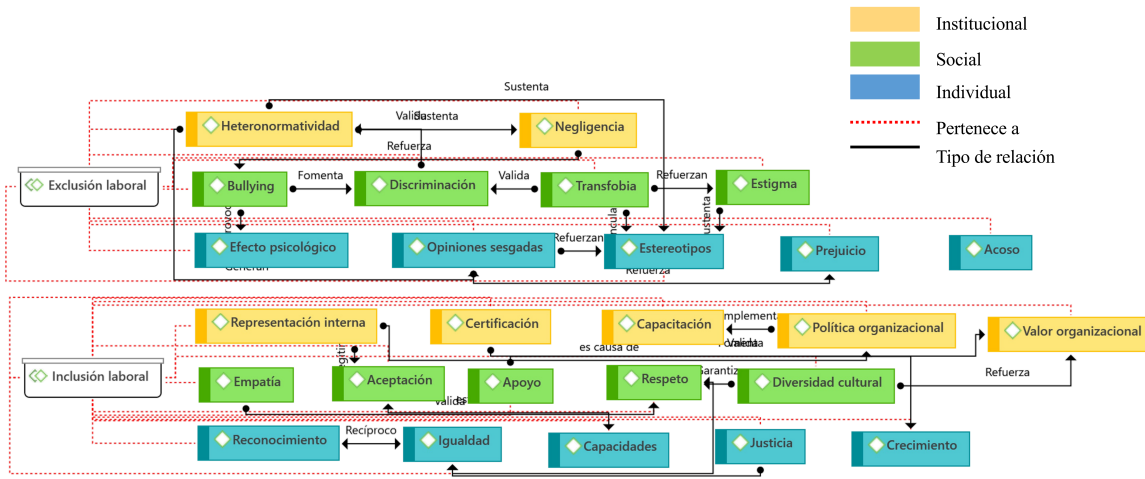 Institucional
Social
Individual
Pertenece a
Tipo de relación
Sustenta
Heteronormatividad
Valida
Sustenta
Negligencia
Refuerza
Exclusión laboral
Bullying
Fomenta
Discriminación
Valida
Transfobia
Refuerzan
Estigma
Efecto psicológico
Opiniones sesgadas
Refuerzan
Estereotipos
Prejuicio
Acoso
Generan
Refuerza
Representación interna
Certificación
Capacitación
Política organizacional
Valor organizacional
es causa de
Valida
Inclusión laboral
Empatía
Aceptación
Apoyo
Respeto
Diversidad cultural
Refuerza
Valida
Reconocimiento
Recíproco
Igualdad
Capacidades
Justicia
Crecimiento